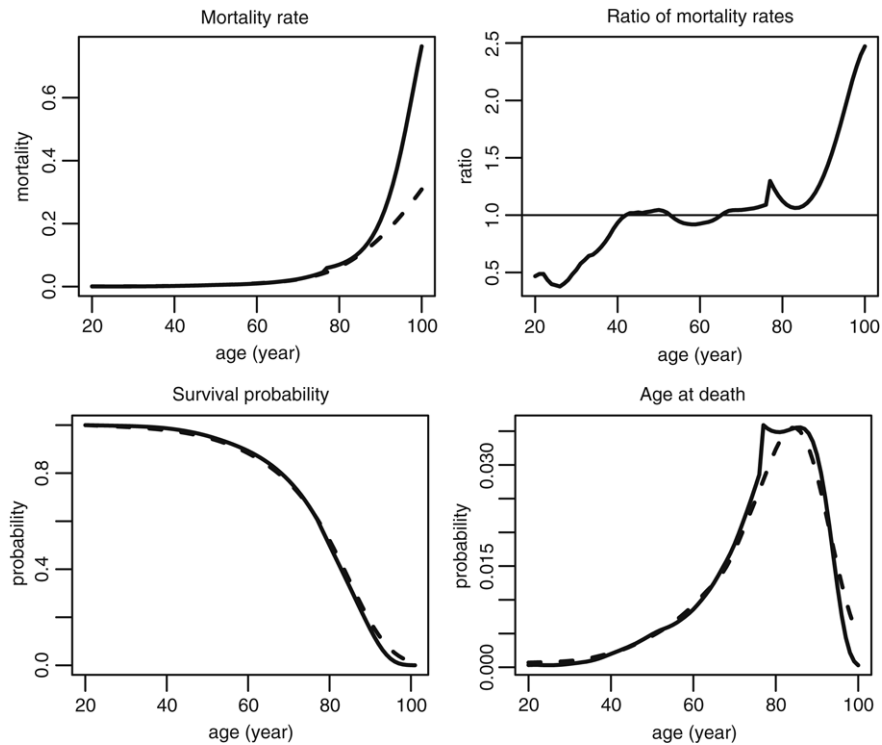 Mortality rate
mortality
0.0 0.2 0.4 0.6
20 40 60 80 100
age (year)
Ratio of mortality rates
ratio
0.5 1.0 1.5 2.0 2.5
20 40 60 80 100
age (year)
Survival probability
probability
0.0 0.4 0.8
20 40 60 80 100
age (year)
Age at death
probability
0.000 0.015 0.030
20 40 60 80 100
age (year)